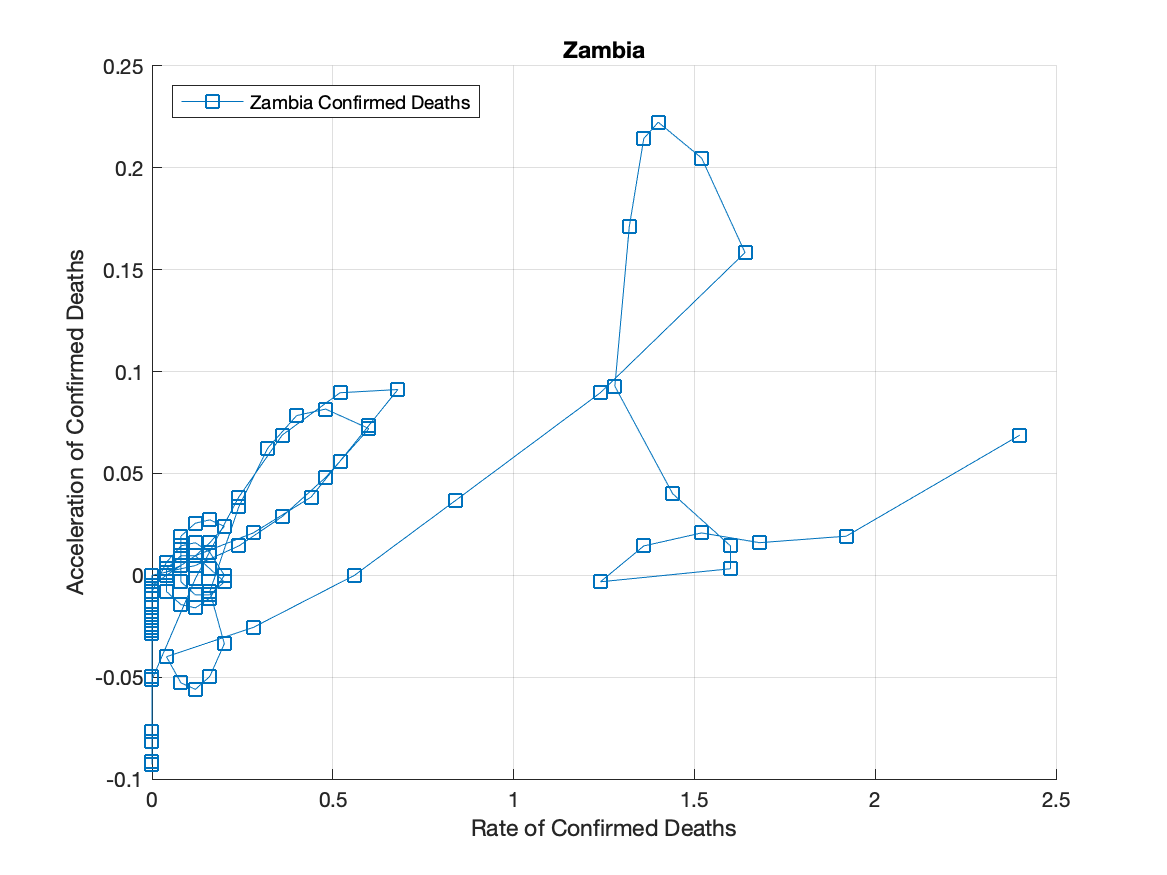 Zambia
0.25
Zambia Confirmed Deaths
0.2
0.15
0.1
0.05
0
-0.05
-0.1
Acceleration of Confirmed Deaths
0 0.5 1 1.5 2 2.5
Rate of Confirmed Deaths